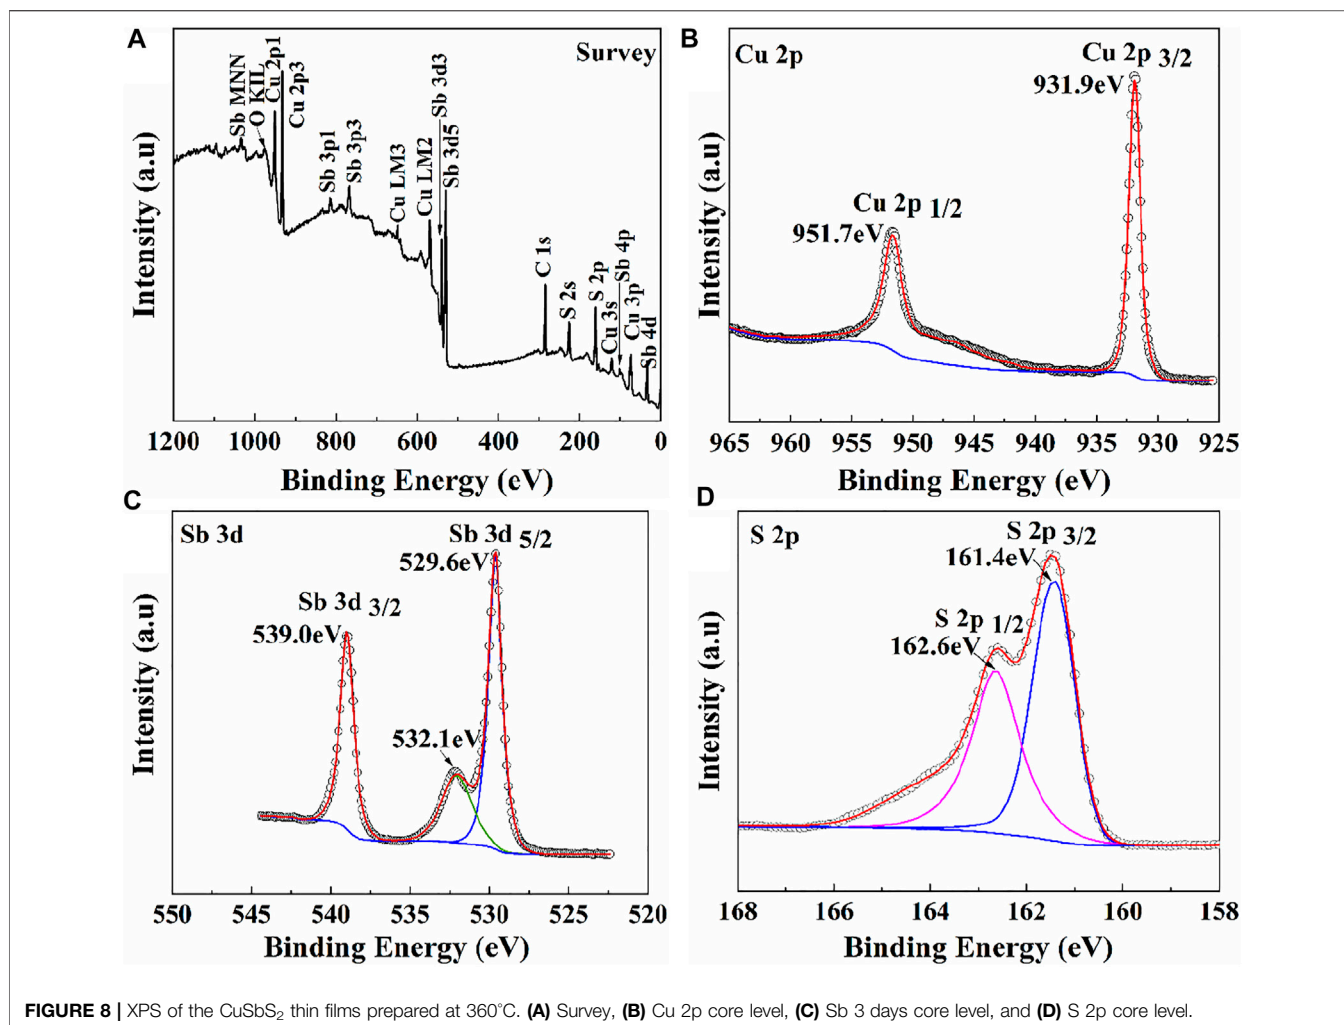 A
Survey
Intensity (a.u)
Sb MNN
O KIL
Cu 2p1
Cu 2p3
Sb 3p1
Sb 3p3
Cu LM3
Cu LM2
Sb 3d3
Sb 3d5
C 1s
S 2s
S 2p
Cu 3s
Sb 4p
Cu 3p
Sb 4d
1200 1000 800 600 400 200 0
Binding Energy (eV)
B
Cu 2p
Cu 2p 3/2
931.9eV
Cu 2p 1/2
951.7eV
Intensity (a.u)
965 960 955 950 945 940 935 930 925
Binding Energy (eV)
C
Sb 3d
Sb 3d 5/2
529.6eV
Sb 3d 3/2
539.0eV
532.1eV
Intensity (a.u)
550 545 540 535 530 525 520
Binding Energy (eV)
D
S 2p
S 2p 3/2
161.4eV
S 2p 1/2
162.6eV
Intensity (a.u)
168 166 164 162 160 158
Binding Energy (eV)
FIGURE 8 | XPS of the CuSbS₂ thin films prepared at 360°C. (A) Survey, (B) Cu 2p core level, (C) Sb 3 days core level, and (D) S 2p core level.